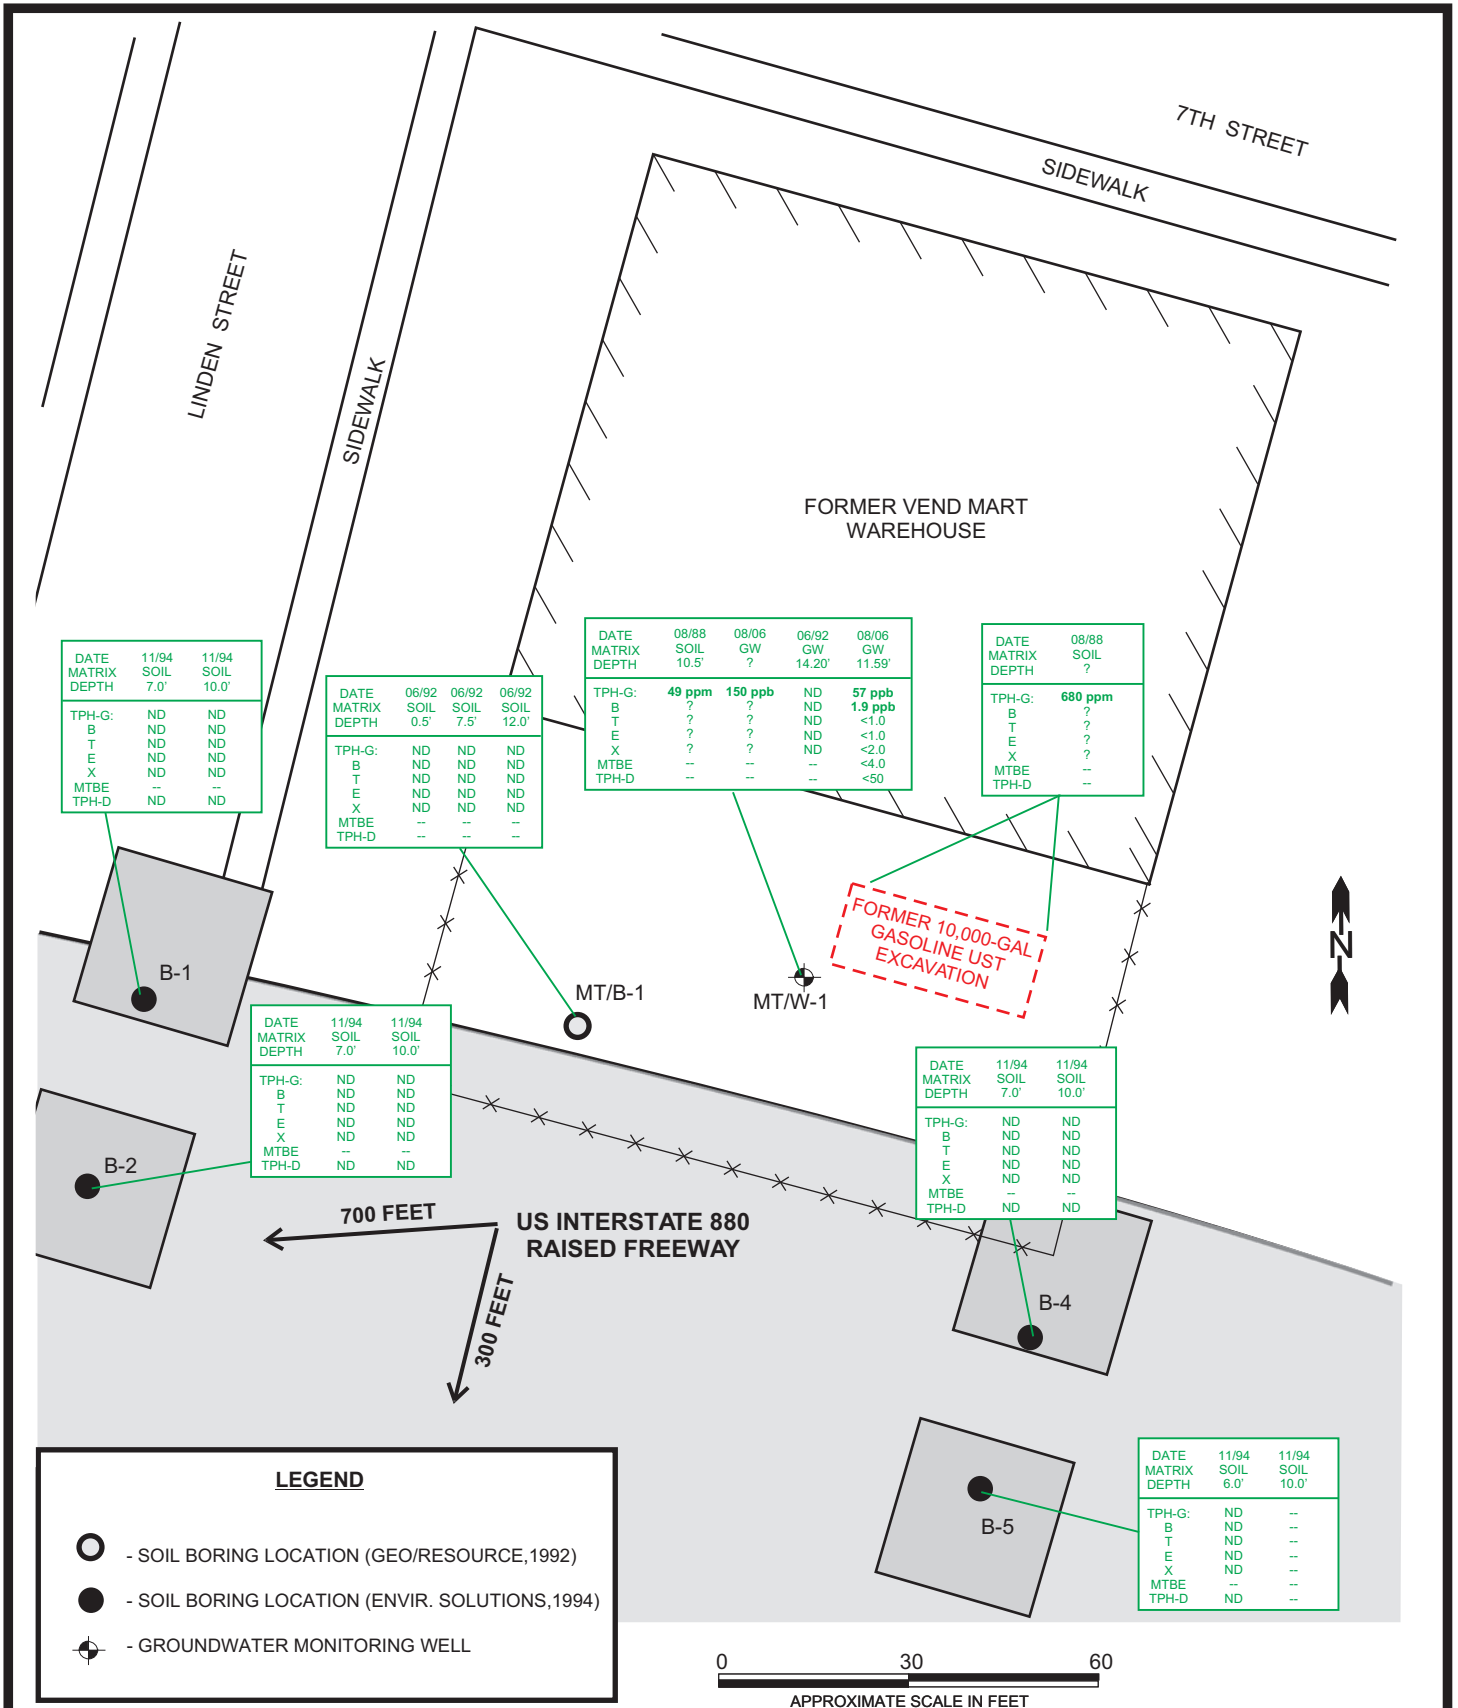 7TH STREET
SIDEWALK
LINDEN STREET
SIDEWALK
FORMER VEND MART
WAREHOUSE
DATE 11/94 11/94
MATRIX SOIL SOIL
DEPTH 7.0' 10.0'
TPH-G: ND ND
B ND ND
T ND ND
E ND ND
X ND ND
MTBE -- --
TPH-D ND ND
DATE 06/92 06/92 06/92
MATRIX SOIL SOIL SOIL
DEPTH 0.5' 7.5' 12.0'
TPH-G: ND ND ND
B ND ND ND
T ND ND ND
E ND ND ND
X ND ND ND
MTBE -- -- --
TPH-D -- -- --
DATE 08/88 08/06 06/92 08/06
MATRIX SOIL GW GW GW
DEPTH 10.5' ? 14.20' 11.59'
TPH-G: 49 ppm 150 ppb ND 57 ppb
B ? ? ND 1.9 ppb
T ? ? ND <1.0
E ? ? ND <1.0
X ? ? ND <2.0
MTBE -- -- -- <4.0
TPH-D -- -- -- <50
DATE 08/88
MATRIX SOIL
DEPTH ?
TPH-G: 680 ppm
B ?
T ?
E ?
X ?
MTBE --
TPH-D --
FORMER 10,000-GAL
GASOLINE UST
EXCAVATION
N
B-1
MT/B-1
MT/W-1
DATE 11/94 11/94
MATRIX SOIL SOIL
DEPTH 7.0' 10.0'
TPH-G: ND ND
B ND ND
T ND ND
E ND ND
X ND ND
MTBE -- --
TPH-D ND ND
DATE 11/94 11/94
MATRIX SOIL SOIL
DEPTH 7.0' 10.0'
TPH-G: ND ND
B ND ND
T ND ND
E ND ND
X ND ND
MTBE -- --
TPH-D ND ND
B-2
700 FEET
US INTERSTATE 880
RAISED FREEWAY
300 FEET
B-4
B-5
DATE 11/94 11/94
MATRIX SOIL SOIL
DEPTH 6.0' 10.0'
TPH-G: ND --
B ND --
T ND --
E ND --
X ND --
MTBE -- --
TPH-D ND --
LEGEND
- SOIL BORING LOCATION (GEO/RESOURCE,1992)
- SOIL BORING LOCATION (ENVIR. SOLUTIONS,1994)
- GROUNDWATER MONITORING WELL
0 30 60
APPROXIMATE SCALE IN FEET